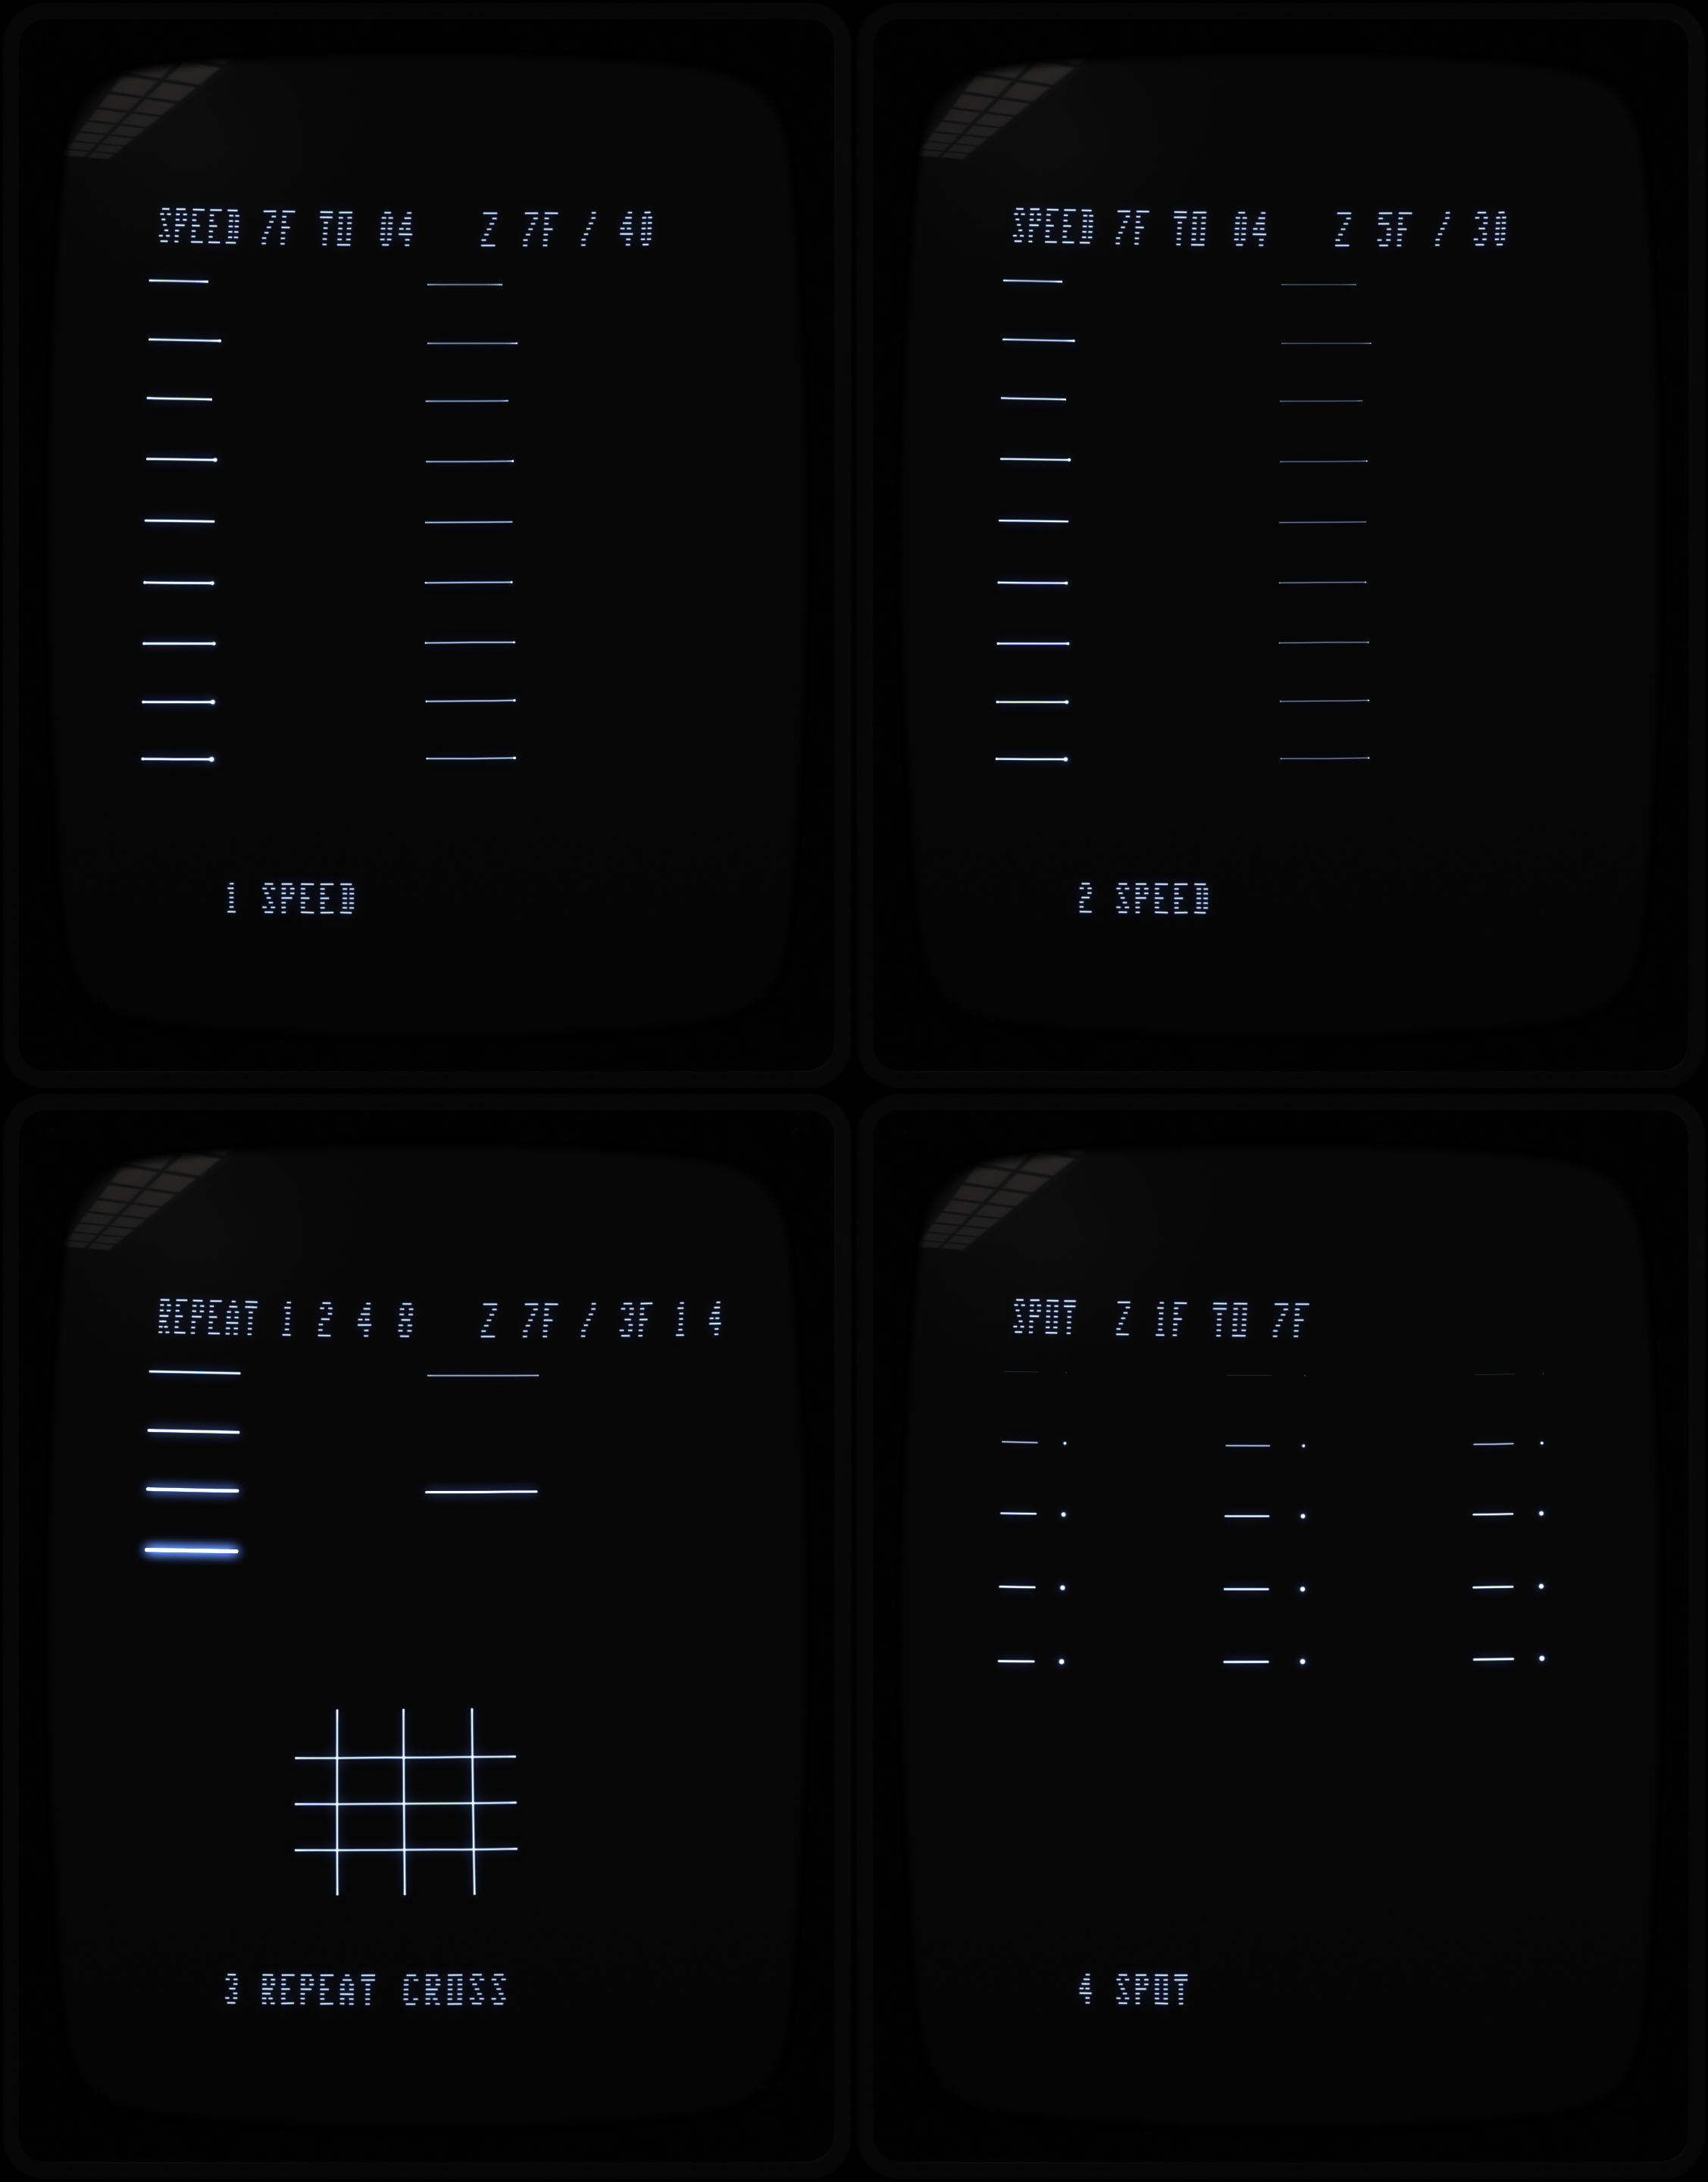 SPEED 7F TO 04 Z 7F / 40
1 SPEED
SPEED 7F TO 04 Z 5F / 30
2 SPEED
REPEAT 1 2 4 8 Z 7F / 3F 1 4
3 REPEAT CROSS
SPOT Z 1F TO 7F
4 SPOT